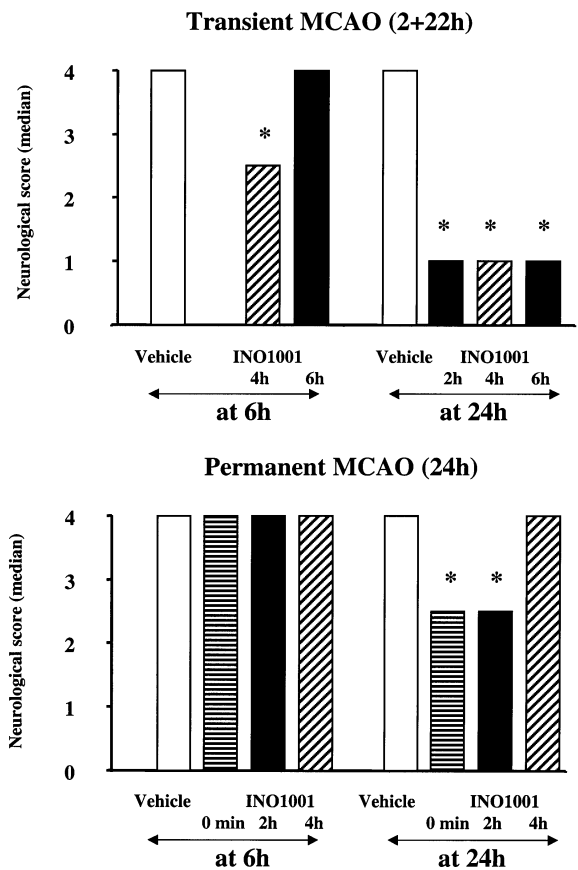 Transient MCAO (2+22h)
Neurological score (median)
4
3
2
1
0
*
* * *
Vehicle INO1001 Vehicle INO1001
4h 6h 2h 4h 6h
at 6h at 24h
Permanent MCAO (24h)
Neurological score (median)
4
3
2
1
0
* *
Vehicle INO1001 Vehicle INO1001
0 min 2h 4h 0 min 2h 4h
at 6h at 24h